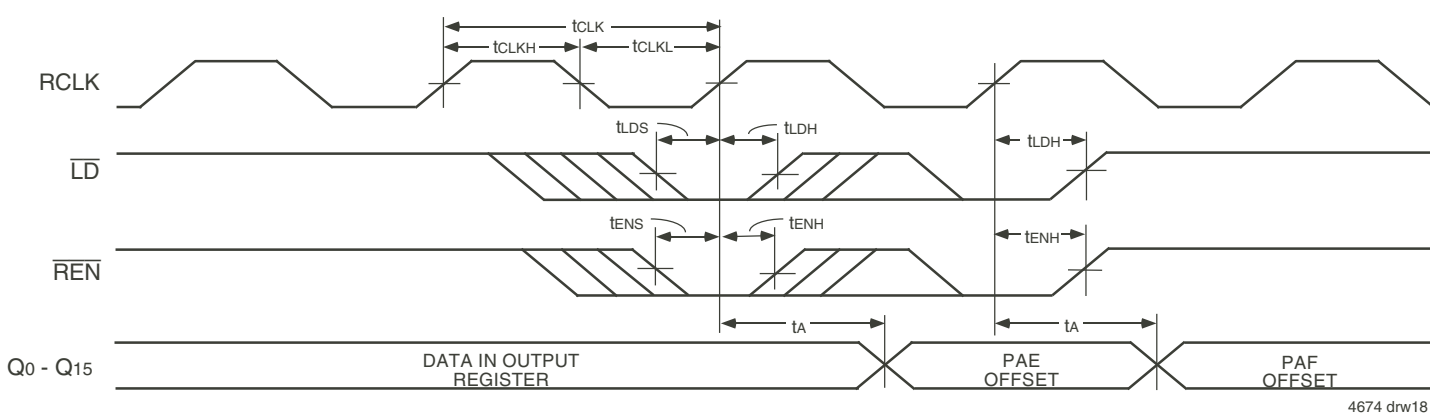 tCLK
tCLKH
tCLKL
RCLK
tLDS
tLDH
tLDH
LD
tENS
tENH
tENH
REN
tA
tA
Q0 - Q15
DATA IN OUTPUT
REGISTER
PAE
OFFSET
PAF
OFFSET
4674 drw18